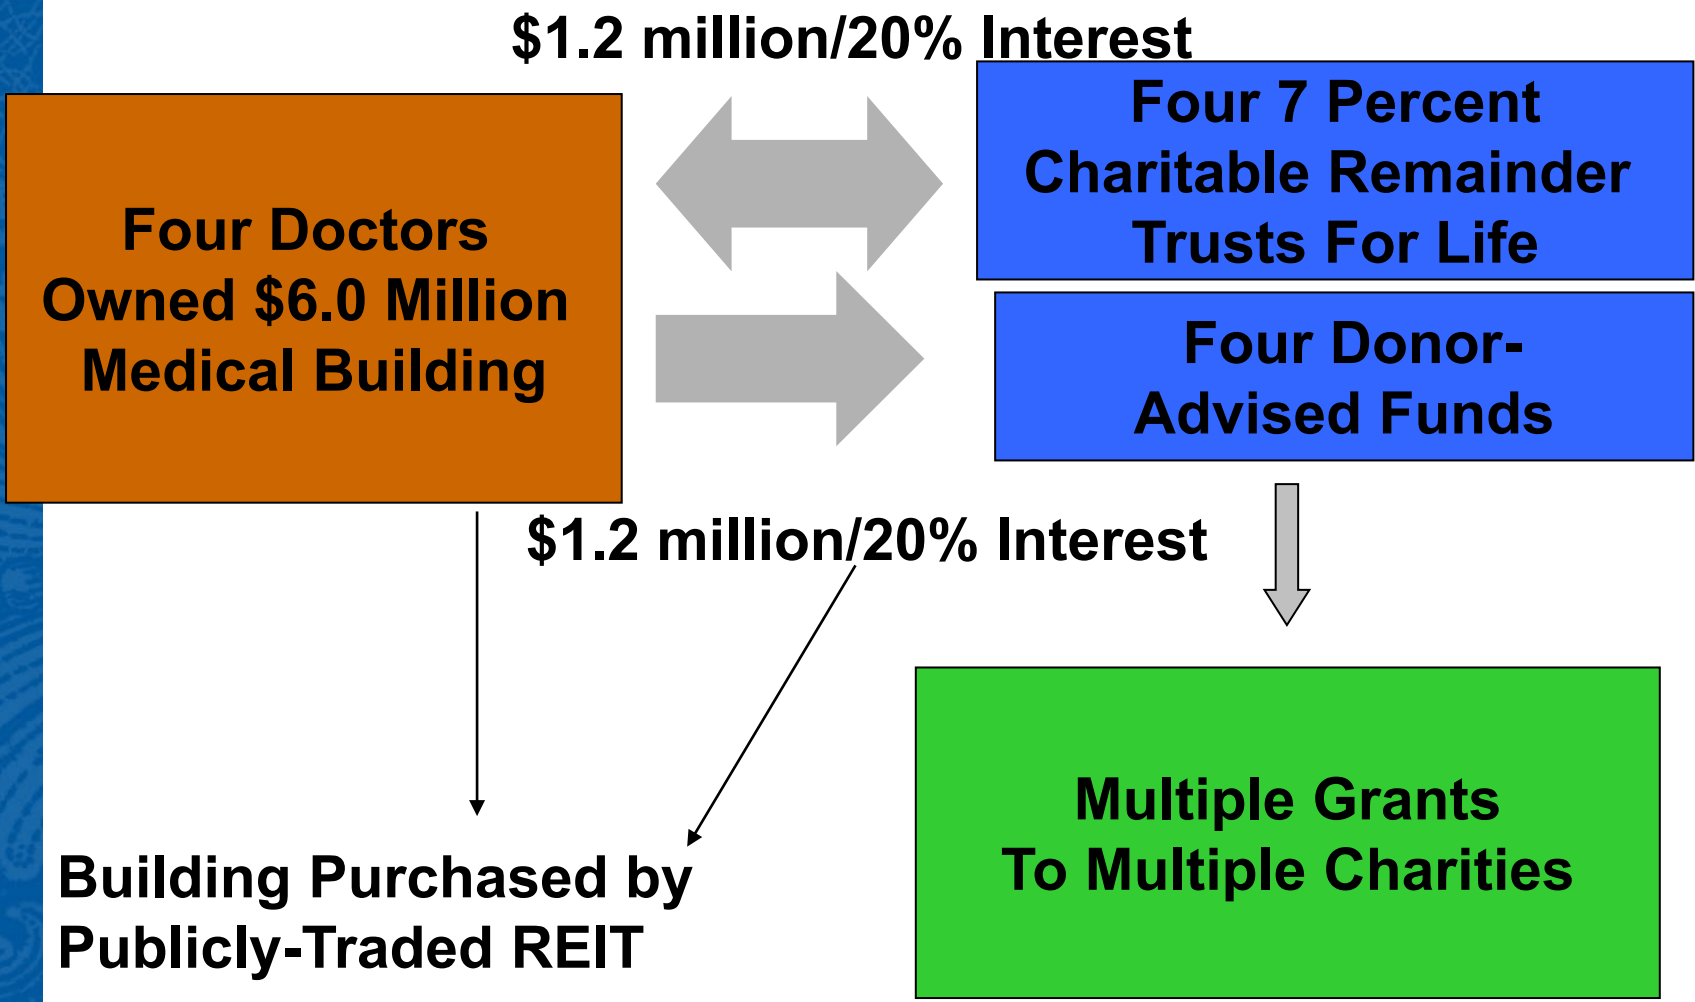 $1.2 million/20% Interest
Four Doctors
Owned $6.0 Million
Medical Building
Four 7 Percent
Charitable Remainder
Trusts For Life
Four Donor-
Advised Funds
$1.2 million/20% Interest
Building Purchased by
Publicly-Traded REIT
Multiple Grants
To Multiple Charities